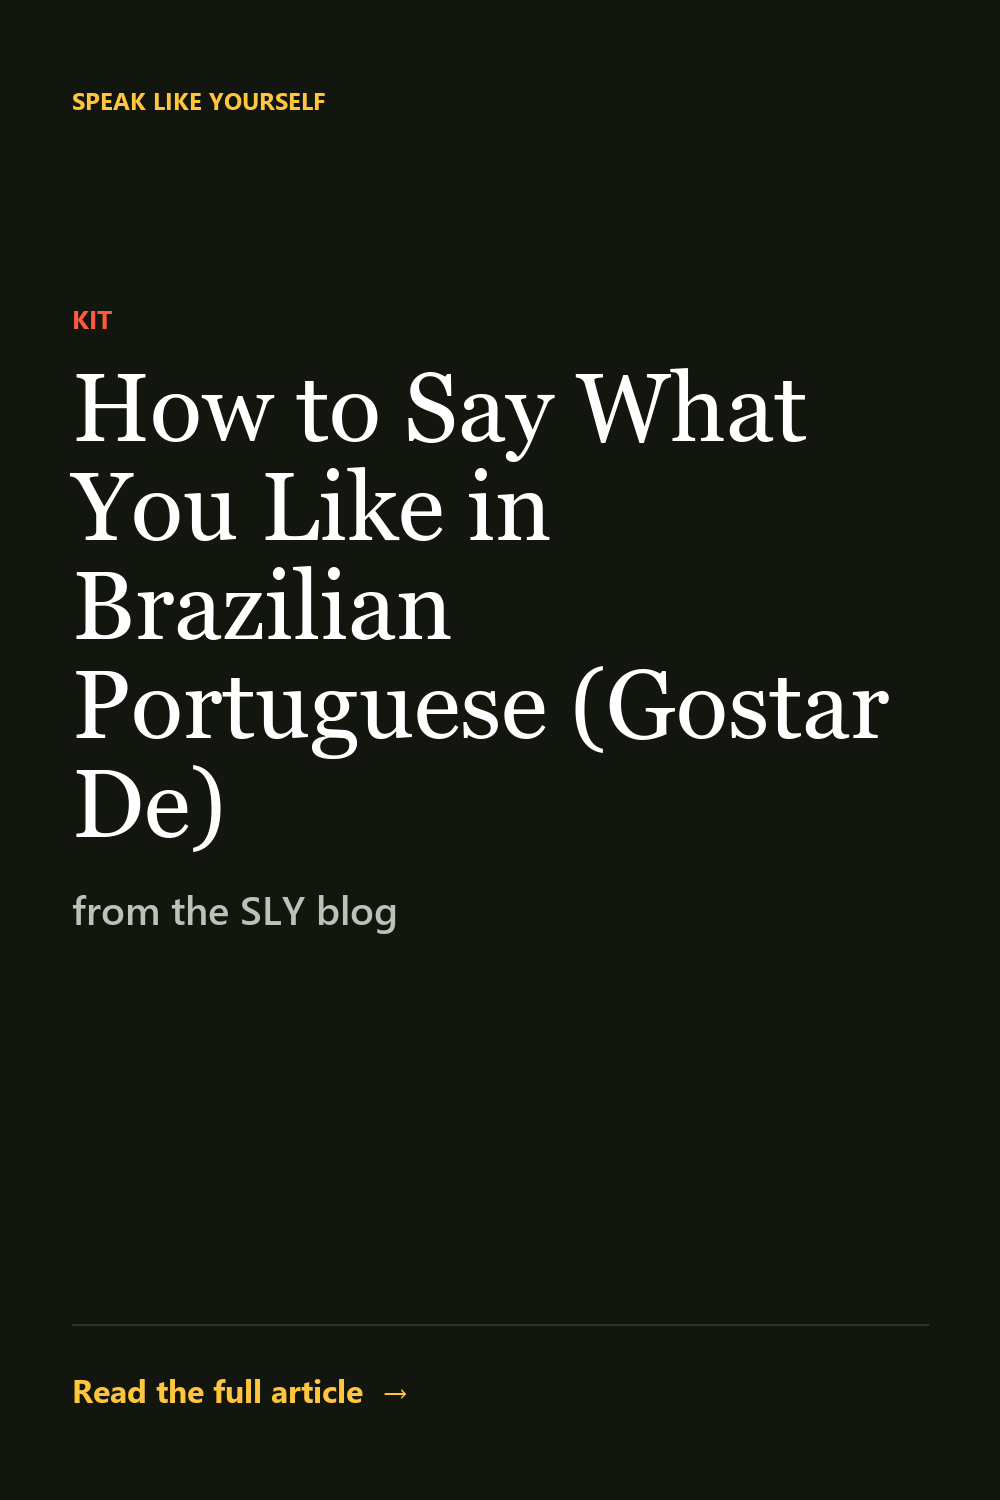 SPEAK LIKE YOURSELF
KIT
How to Say What
You Like in
Brazilian
Portuguese (Gostar
De)
from the SLY blog
Read the full article →